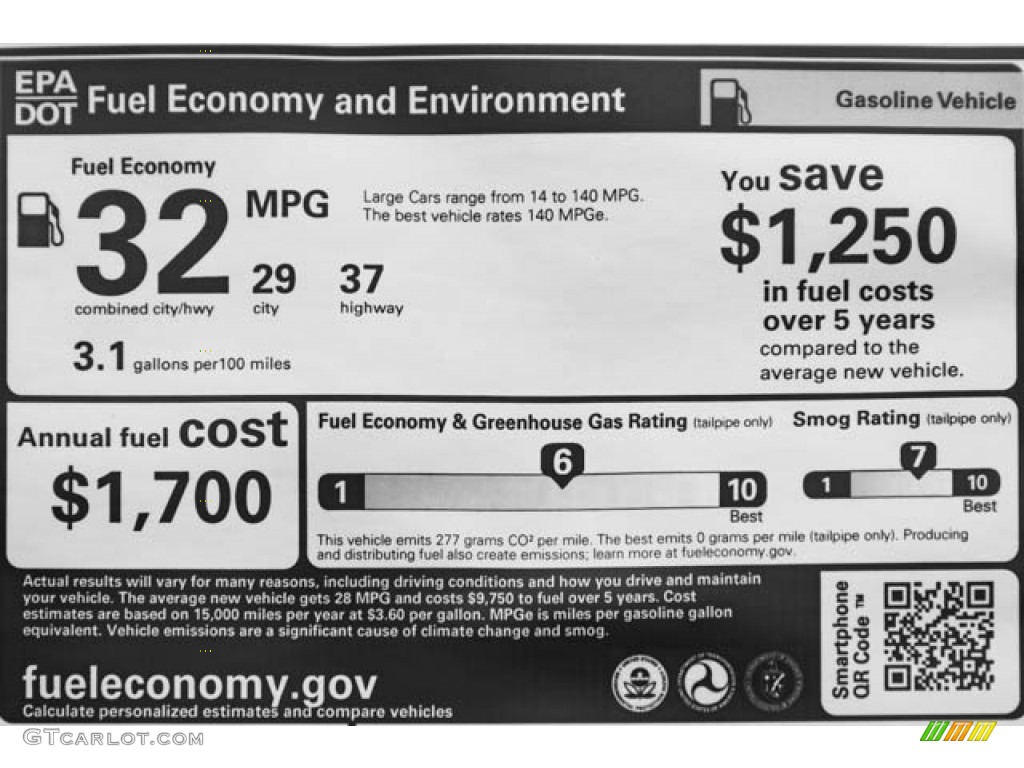 EPA
DOT
Fuel Economy and Environment
Gasoline Vehicle
Fuel Economy
32 MPG
combined city/hwy
29
city
37
highway
3.1 gallons per100 miles
Large Cars range from 14 to 140 MPG.
The best vehicle rates 140 MPGe.
You save
$1,250
in fuel costs
over 5 years
compared to the
average new vehicle.
Annual fuel cost
$1,700
Fuel Economy & Greenhouse Gas Rating (tailpipe only)
6
1
10
Best
Smog Rating (tailpipe only)
7
1
10
Best
This vehicle emits 277 grams CO² per mile. The best emits 0 grams per mile (tailpipe only). Producing
and distributing fuel also create emissions; learn more at fueleconomy.gov.
Actual results will vary for many reasons, including driving conditions and how you drive and maintain
your vehicle. The average new vehicle gets 28 MPG and costs $9,750 to fuel over 5 years. Cost
estimates are based on 15,000 miles per year at $3.60 per gallon. MPGe is miles per gasoline gallon
equivalent. Vehicle emissions are a significant cause of climate change and smog.
fueleconomy.gov
Calculate personalized estimates and compare vehicles
Smartphone
QR Code™
GTcarlot.com